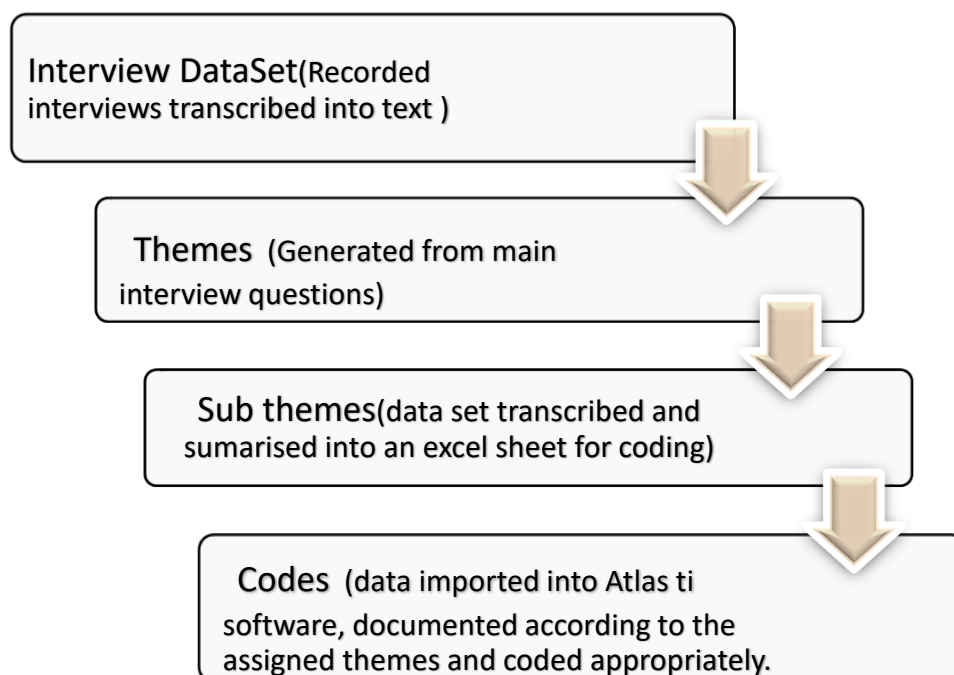 Interview DataSet(Recorded
interviews transcribed into text )
Themes (Generated from main
interview questions)
Sub themes(data set transcribed and
sumarised into an excel sheet for coding)
Codes (data imported into Atlas ti
software, documented according to the
assigned themes and coded appropriately.